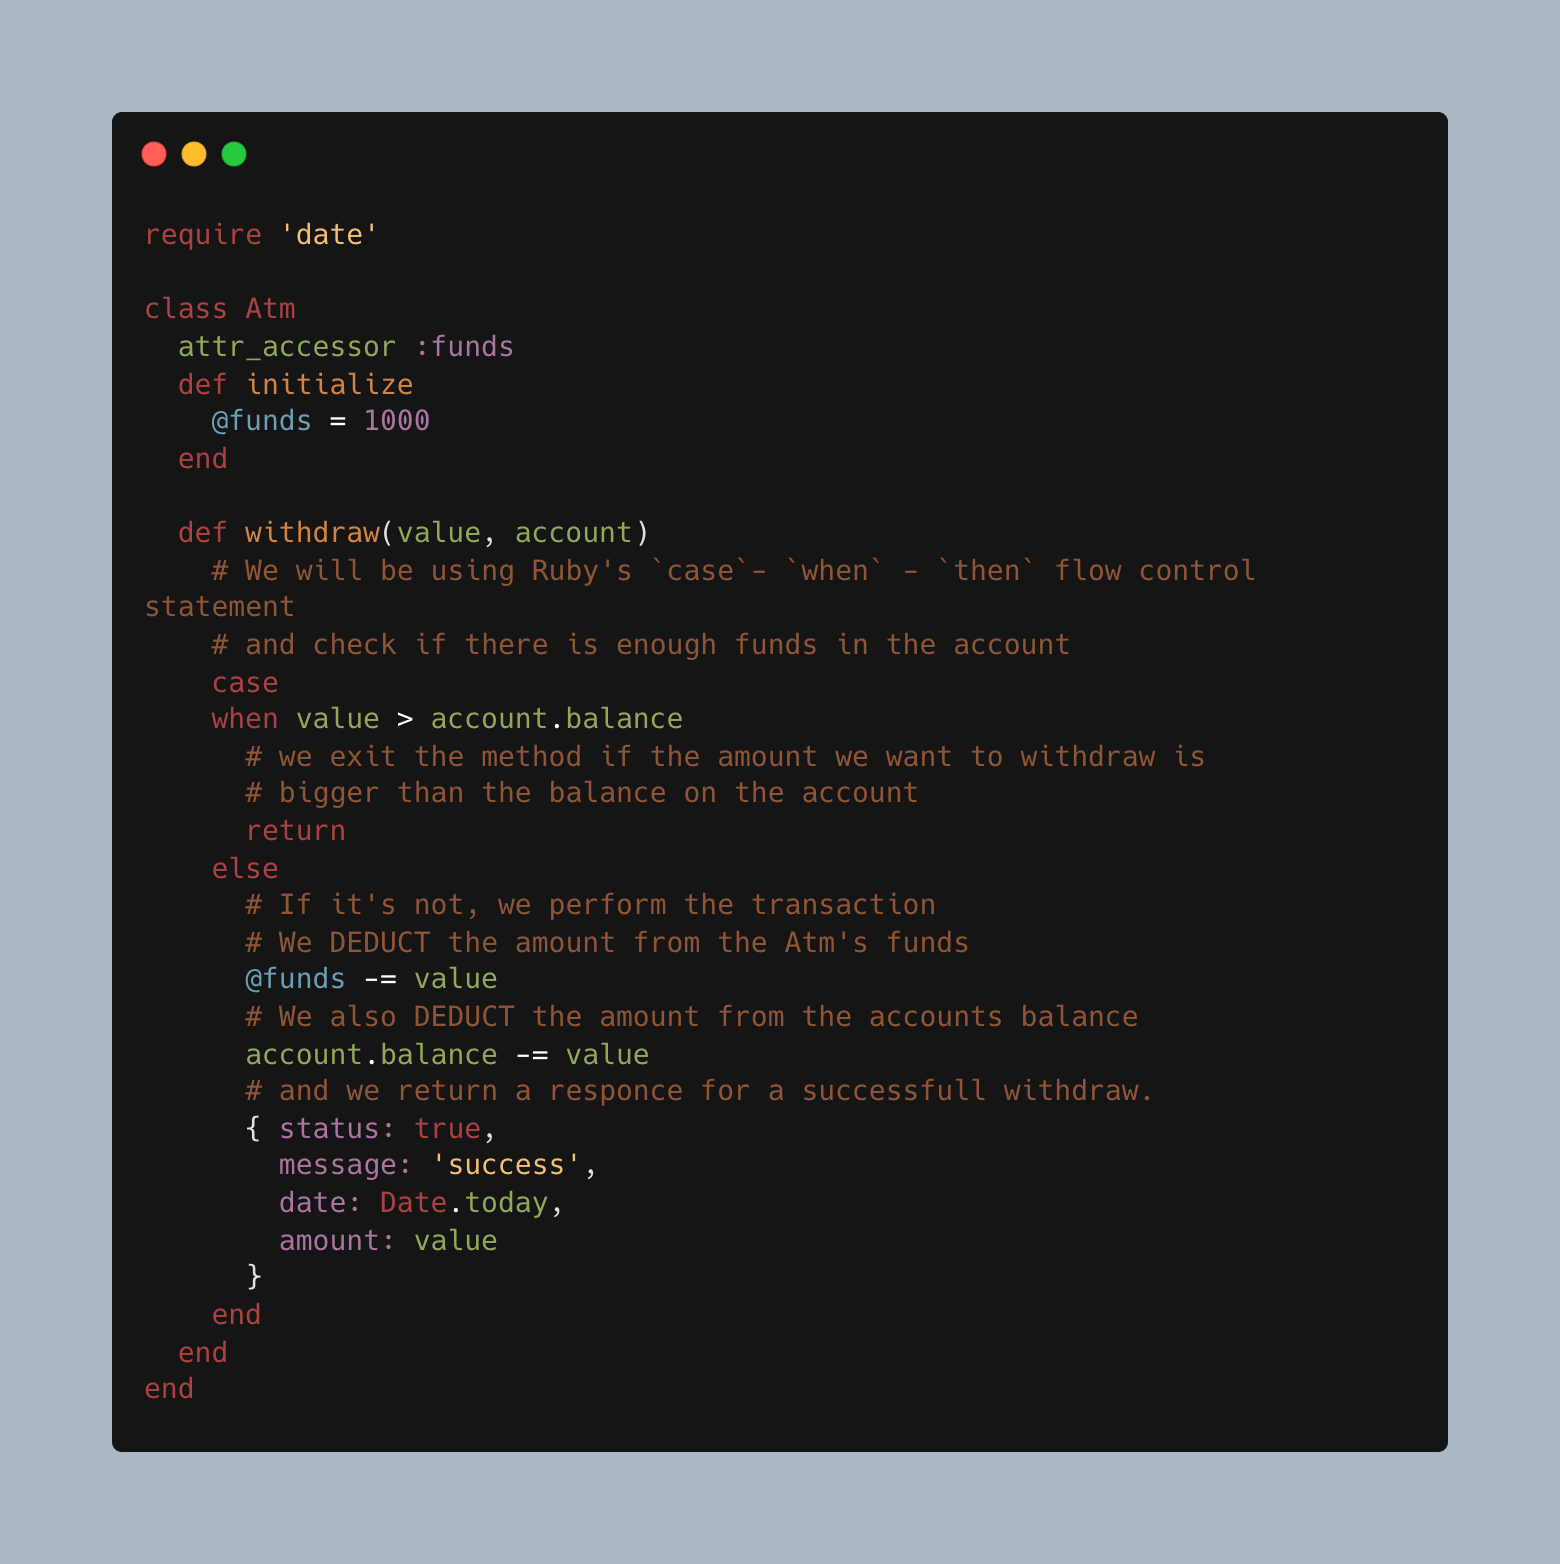 require 'date'

class Atm
  attr_accessor :funds
  def initialize
    @funds = 1000
  end

  def withdraw(value, account)
    # We will be using Ruby's `case`- `when` - `then` flow control
statement
    # and check if there is enough funds in the account
    case
    when value > account.balance
      # we exit the method if the amount we want to withdraw is
      # bigger than the balance on the account
      return
    else
      # If it's not, we perform the transaction
      # We DEDUCT the amount from the Atm's funds
      @funds -= value
      # We also DEDUCT the amount from the accounts balance
      account.balance -= value
      # and we return a responce for a successfull withdraw.
      { status: true,
        message: 'success',
        date: Date.today,
        amount: value
      }
    end
  end
end